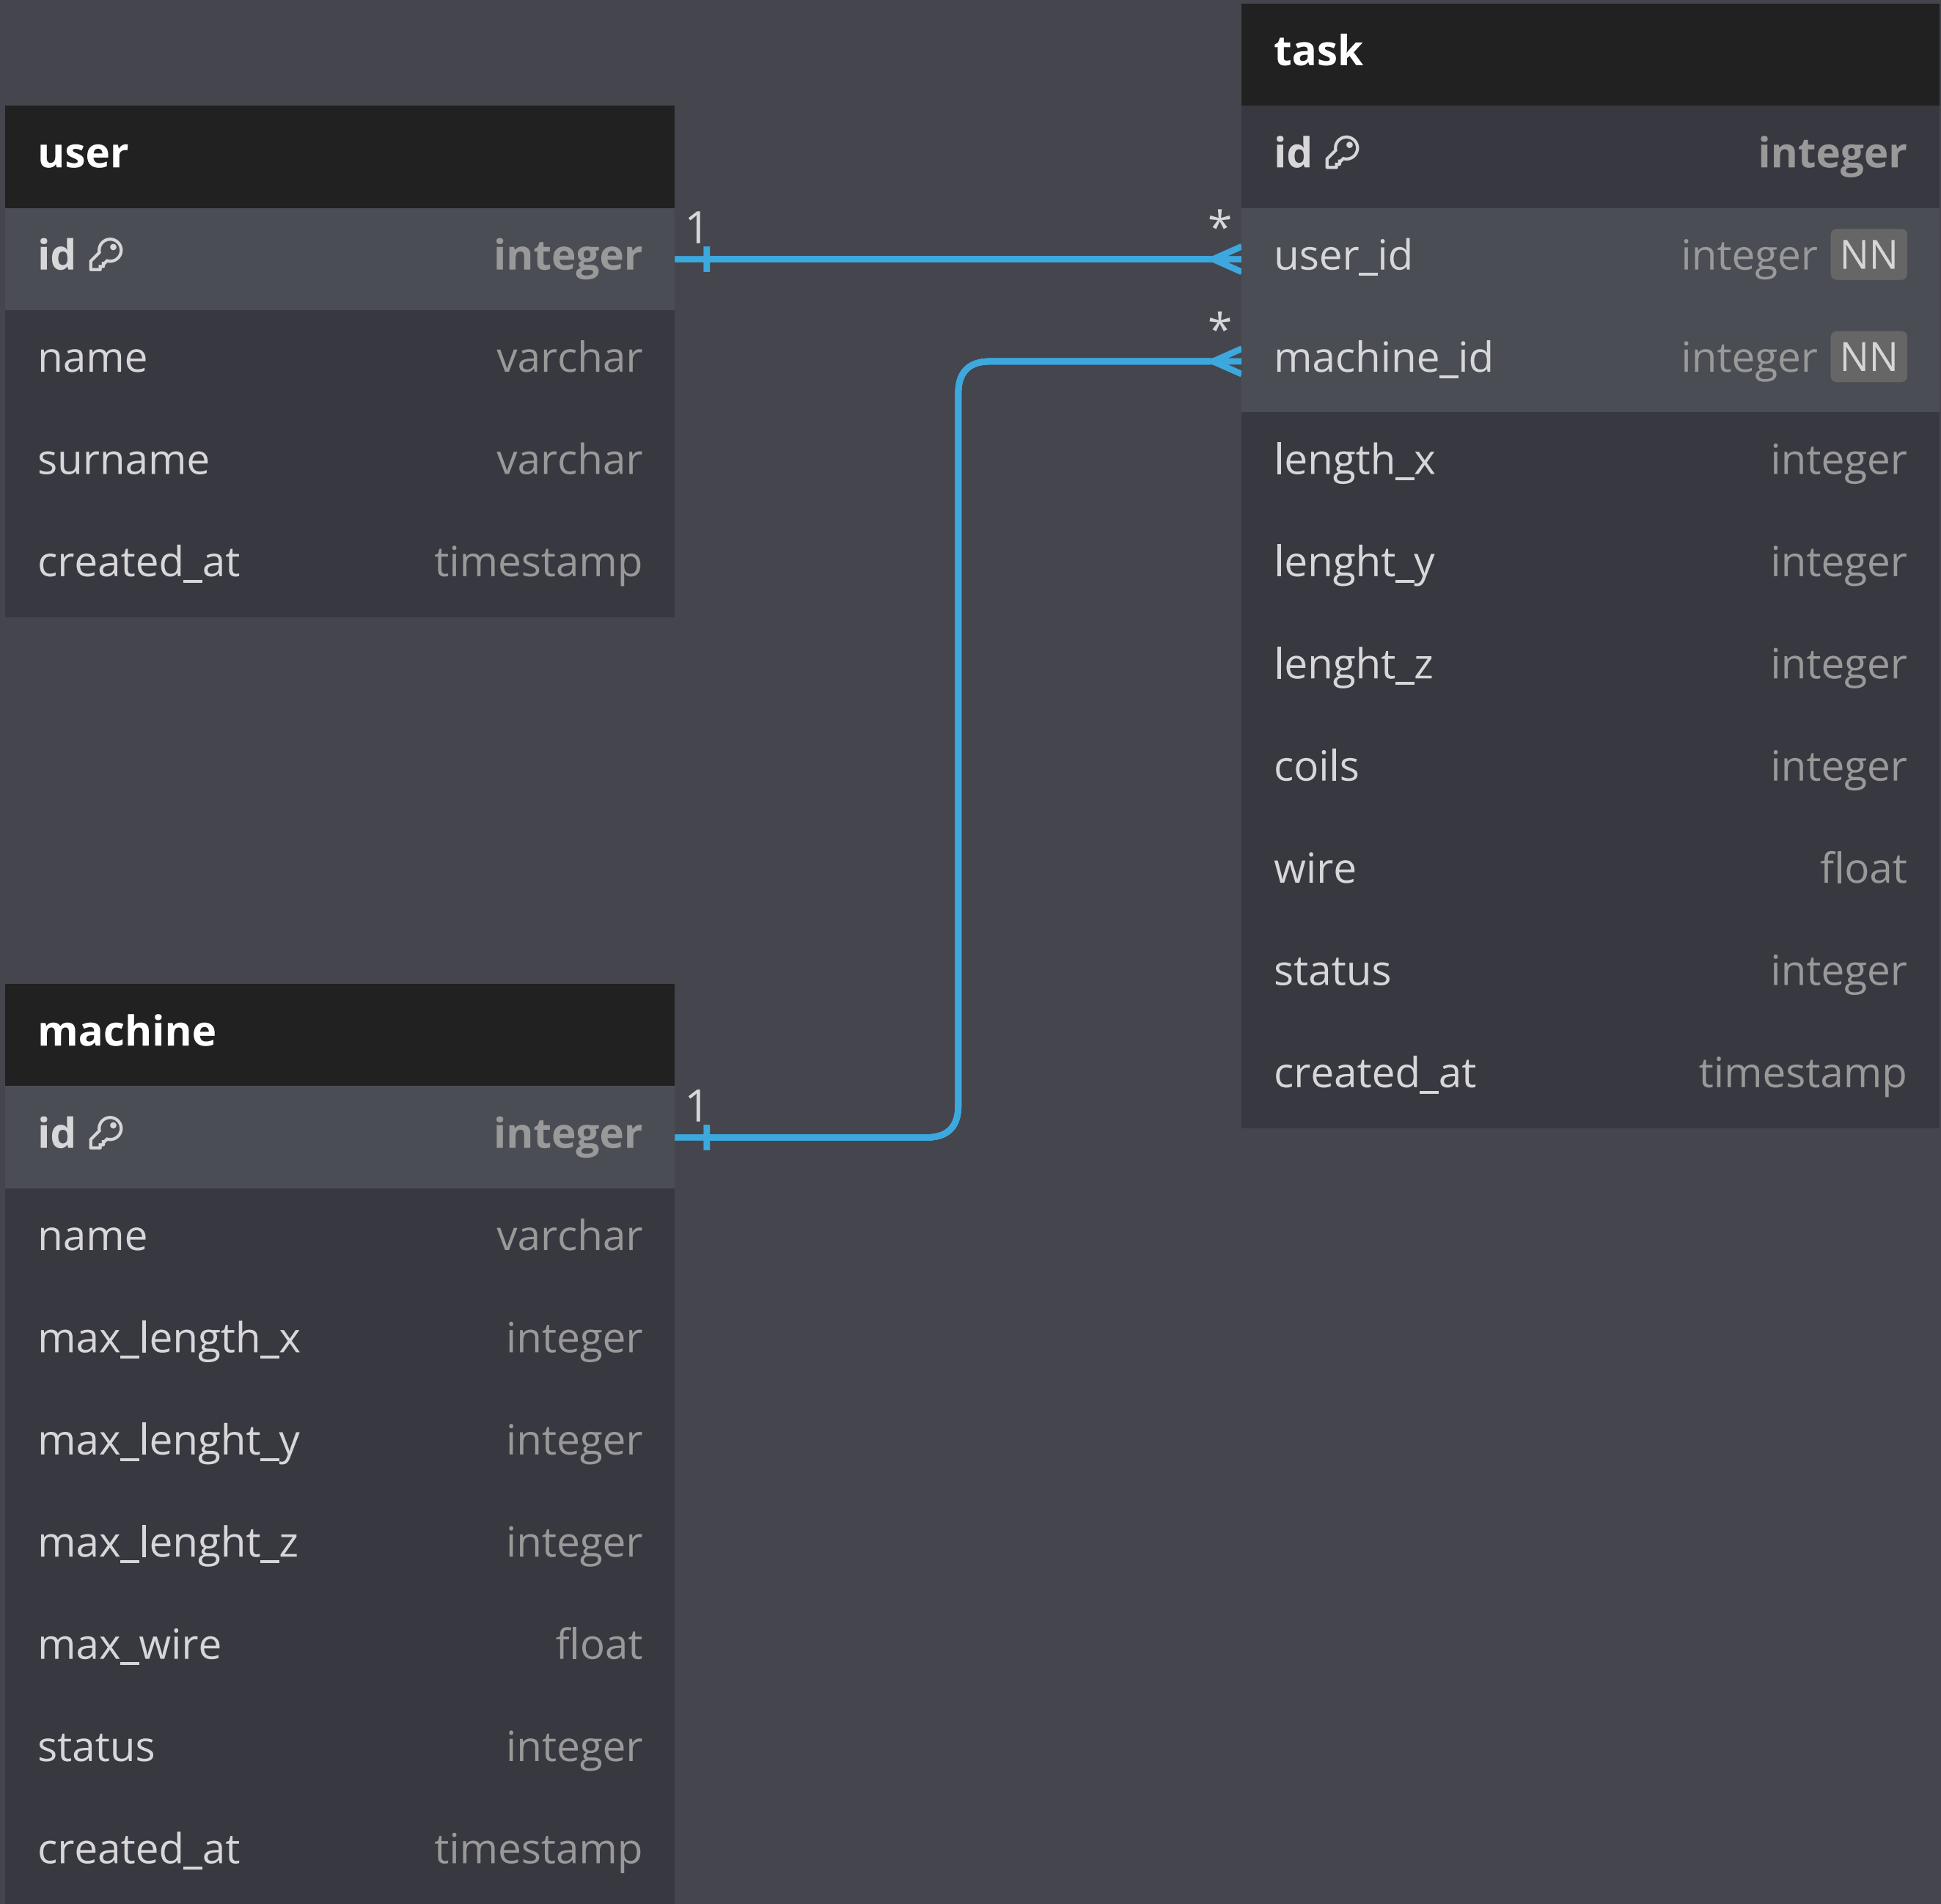 user
id integer
name varchar
surname varchar
created_at timestamp
1 *
*
task
id integer
user_id integer NN
machine_id integer NN
length_x integer
lenght_y integer
lenght_z integer
coils integer
wire float
status integer
created_at timestamp
machine
id integer
1
name varchar
max_length_x integer
max_lenght_y integer
max_lenght_z integer
max_wire float
status integer
created_at timestamp